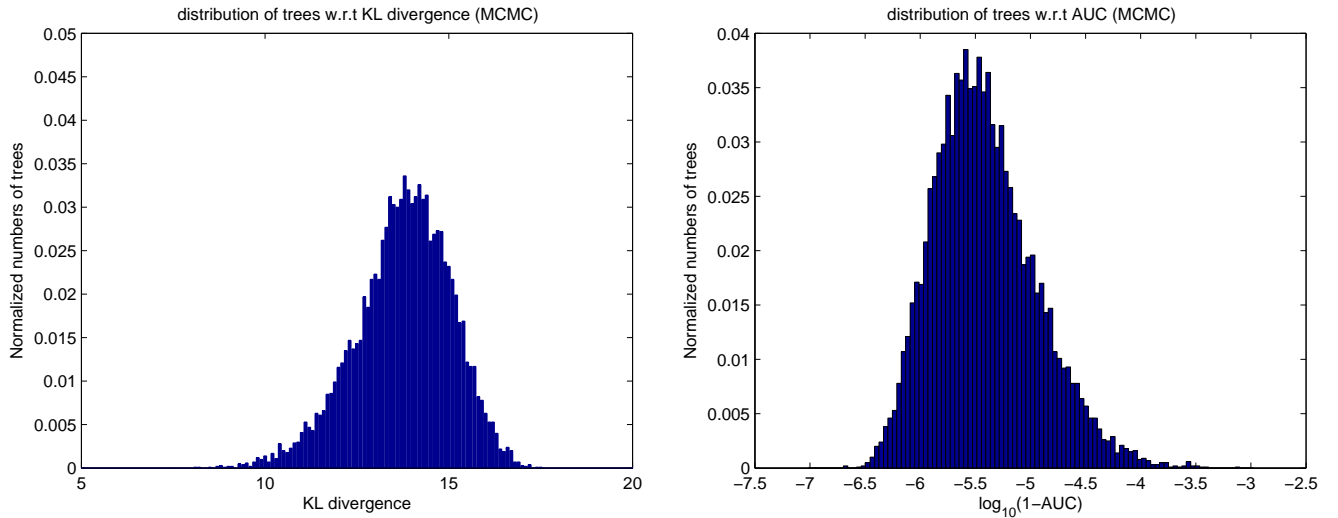 distribution of trees w.r.t KL divergence (MCMC)
0.05
0.045
0.04
0.035
0.03
0.025
0.02
0.015
0.01
0.005
0
Normalized numbers of trees
5 10 15 20
KL divergence
distribution of trees w.r.t AUC (MCMC)
0.04
0.035
0.03
0.025
0.02
0.015
0.01
0.005
0
Normalized numbers of trees
−7.5 −7 −6.5 −6 −5.5 −5 −4.5 −4 −3.5 −3 −2.5
log10(1−AUC)